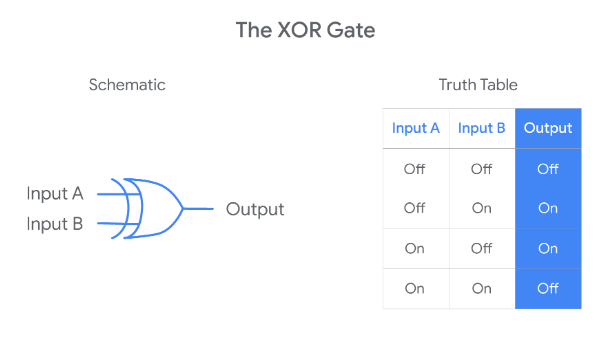 The XOR Gate
Schematic
Input A
Input B
Output
Truth Table
Input A Input B Output
Off Off Off
Off On On
On Off On
On On Off